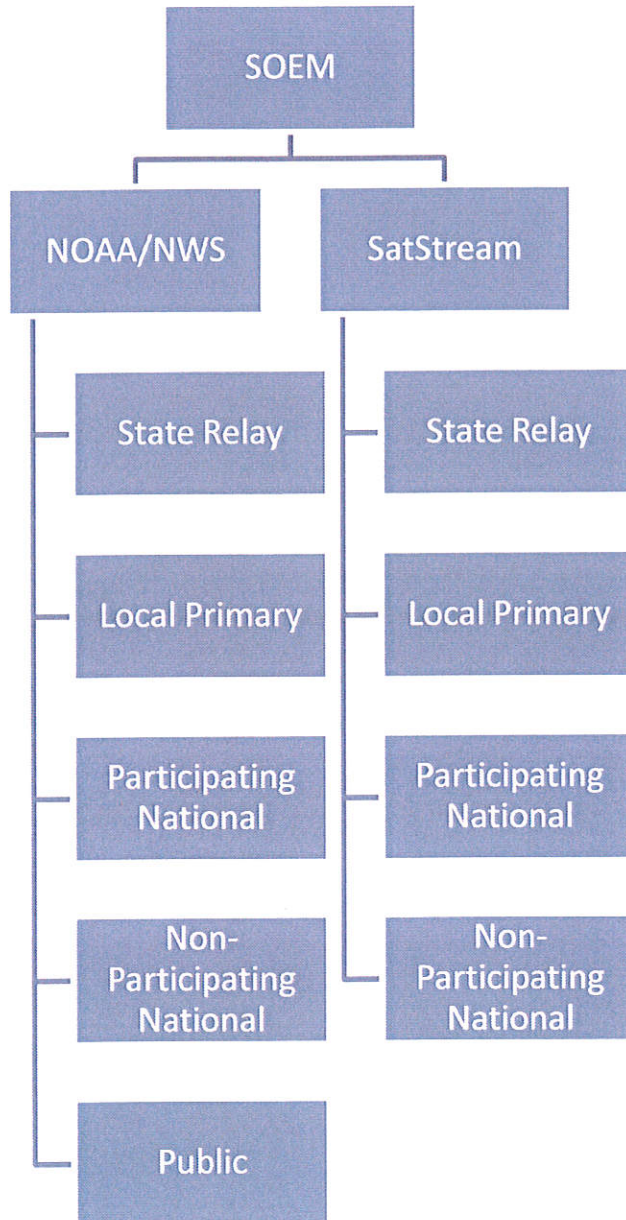 SOEM
NOAA/NWS
SatStream
State Relay
State Relay
Local Primary
Local Primary
Participating
National
Participating
National
Non-
Participating
National
Non-
Participating
National
Public